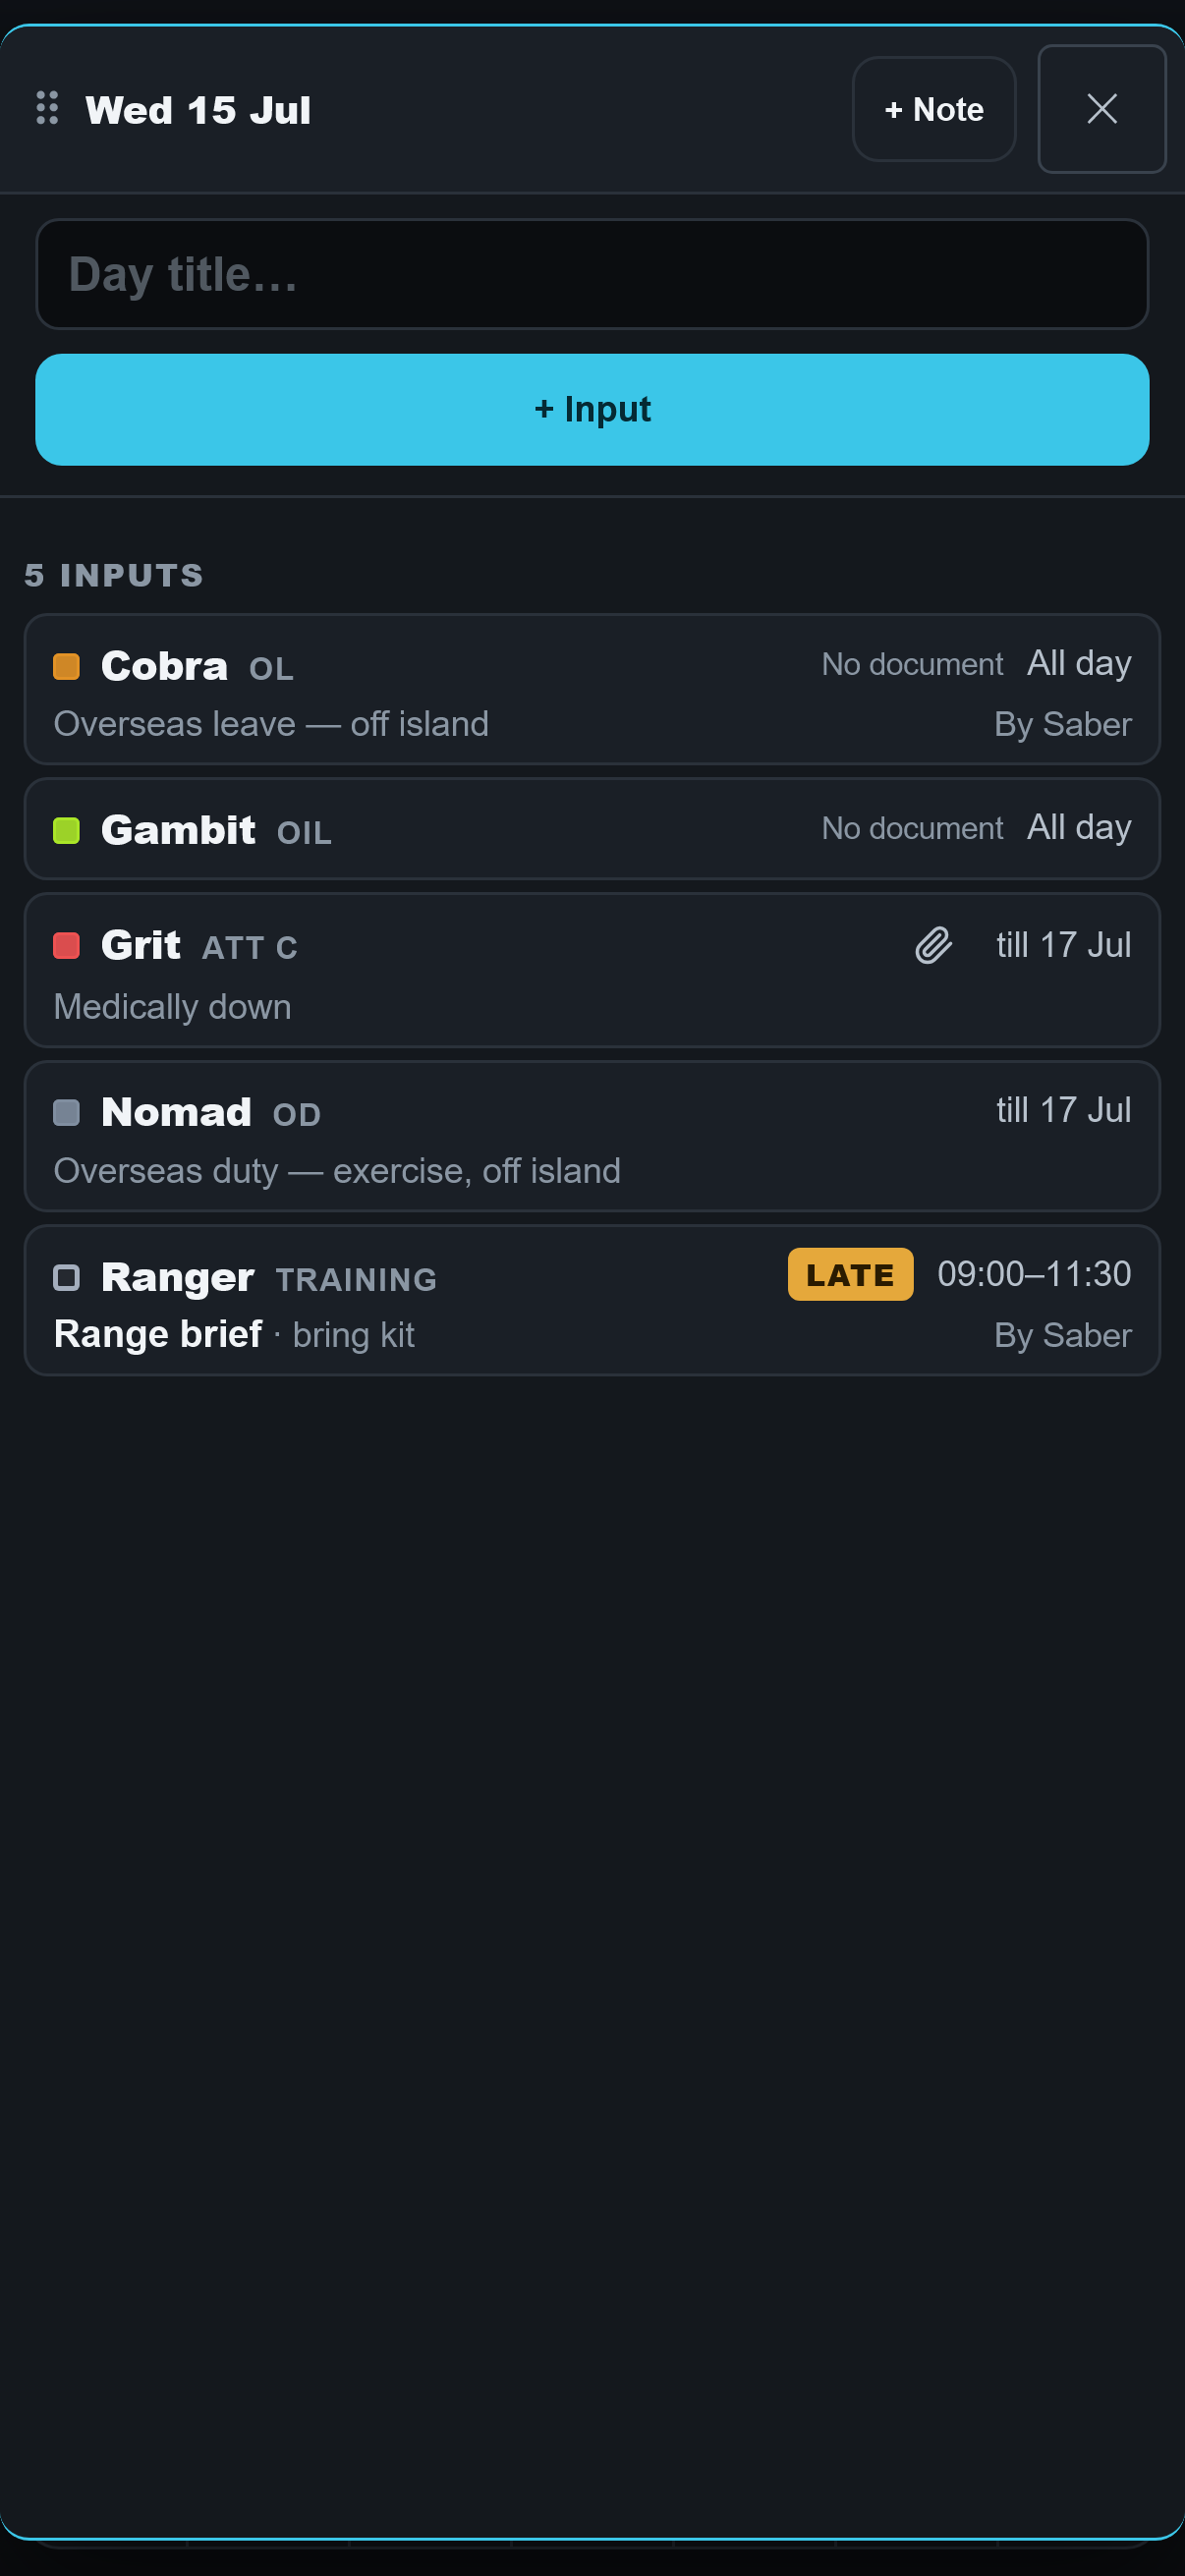 Wed 15 Jul + Note
Day title…
+ Input
5 INPUTS
Cobra OL No document All day
Overseas leave — off island By Saber
Gambit OIL No document All day
Grit ATT C till 17 Jul
Medically down
Nomad OD till 17 Jul
Overseas duty — exercise, off island
Ranger TRAINING LATE 09:00–11:30
Range brief · bring kit By Saber